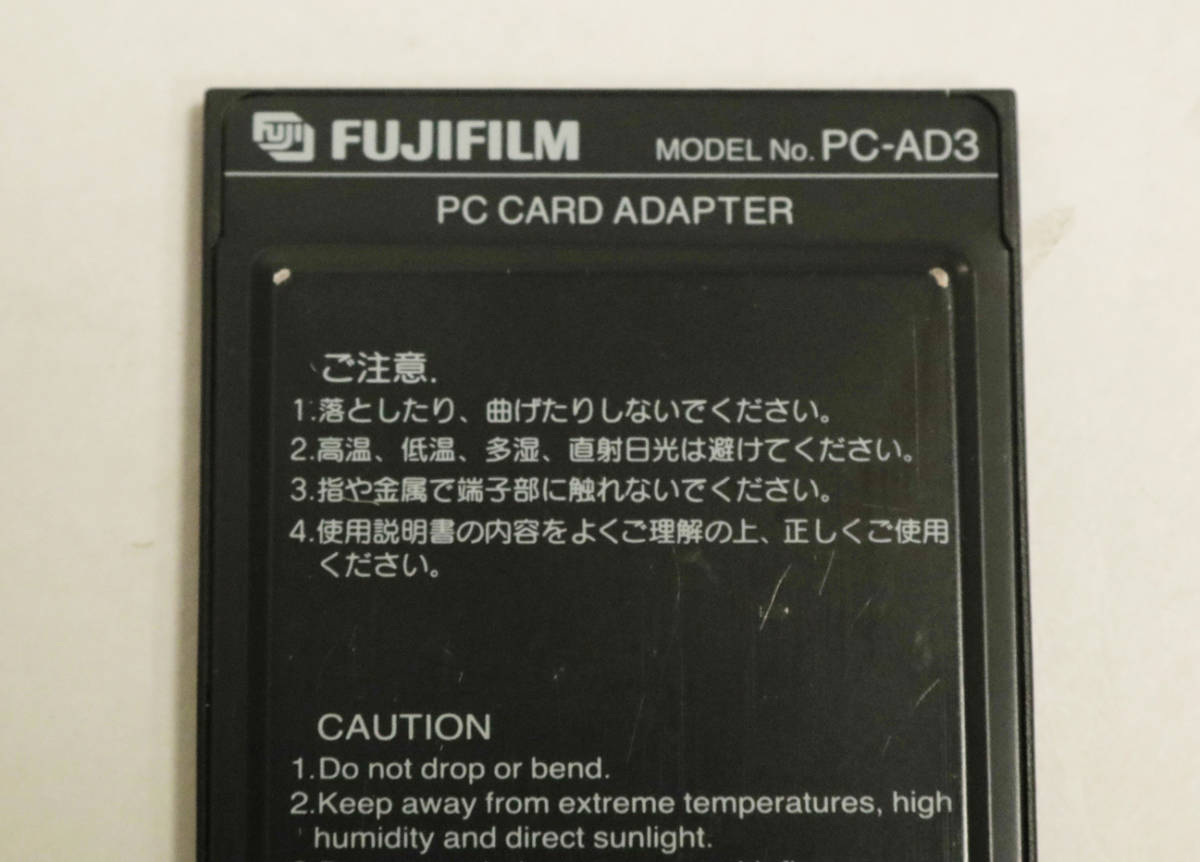 FUJI FUJIFILM MODEL No. PC-AD3
PC CARD ADAPTER
ご注意.
1.落としたり、曲げたりしないでください。
2.高温、低温、多湿、直射日光は避けてください。
3.指や金属で端子部に触れないでください。
4.使用説明書の内容をよくご理解の上、正しくご使用
ください。
CAUTION
1.Do not drop or bend.
2.Keep away from extreme temperatures, high
humidity and direct sunlight.